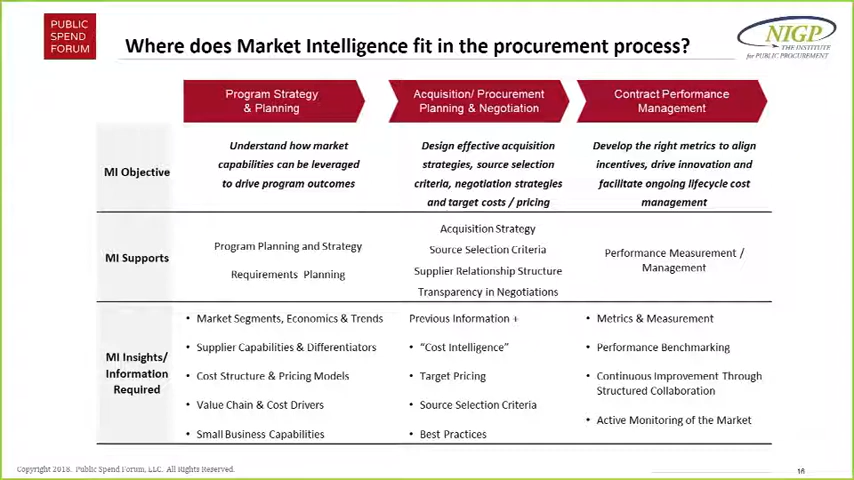 PUBLIC
SPEND
FORUM
Where does Market Intelligence fit in the procurement process?
NIGP
THE INSTITUTE
for PUBLIC PROCUREMENT
Program Strategy
& Planning
Acquisition/ Procurement
Planning & Negotiation
Contract Performance
Management
MI Objective
Understand how market
capabilities can be leveraged
to drive program outcomes
Design effective acquisition
strategies, source selection
criteria, negotiation strategies
and target costs / pricing
Develop the right metrics to align
incentives, drive innovation and
facilitate ongoing lifecycle cost
management
MI Supports
Program Planning and Strategy
Requirements Planning
Acquisition Strategy
Source Selection Criteria
Supplier Relationship Structure
Transparency in Negotiations
Performance Measurement /
Management
MI Insights/
Information
Required
• Market Segments, Economics & Trends
• Supplier Capabilities & Differentiators
• Cost Structure & Pricing Models
• Value Chain & Cost Drivers
• Small Business Capabilities
Previous Information +
• “Cost Intelligence”
• Target Pricing
• Source Selection Criteria
• Best Practices
• Metrics & Measurement
• Performance Benchmarking
• Continuous Improvement Through
Structured Collaboration
• Active Monitoring of the Market
Copyright 2018. Public Spend Forum, LLC. All Rights Reserved.
16